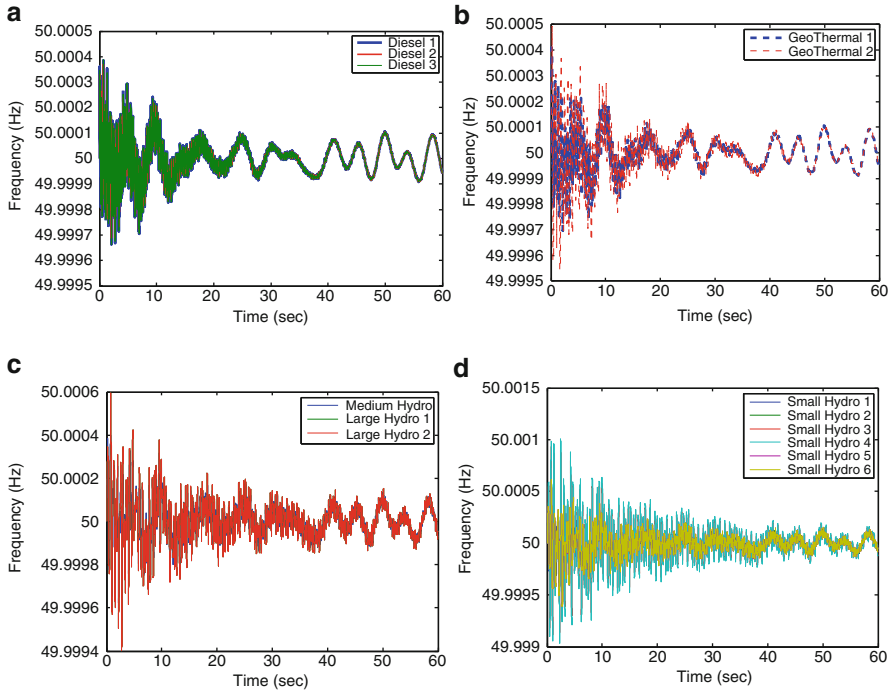 a
50.0005
50.0004
50.0003
50.0002
50.0001
50
49.9999
49.9998
49.9997
49.9996
49.9995
Frequency (Hz)
Diesel 1
Diesel 2
Diesel 3
0 10 20 30 40 50 60
Time (sec)
b
50.0005
50.0004
50.0003
50.0002
50.0001
50
49.9999
49.9998
49.9997
49.9996
49.9995
Frequency (Hz)
GeoThermal 1
GeoThermal 2
0 10 20 30 40 50 60
Time (sec)
c
50.0006
50.0004
50.0002
50
49.9998
49.9996
49.9994
Frequency (Hz)
Medium Hydro
Large Hydro 1
Large Hydro 2
0 10 20 30 40 50 60
Time (sec)
d
50.0015
50.001
50.0005
50
49.9995
49.999
Frequency (Hz)
Small Hydro 1
Small Hydro 2
Small Hydro 3
Small Hydro 4
Small Hydro 5
Small Hydro 6
0 10 20 30 40 50 60
Time (sec)